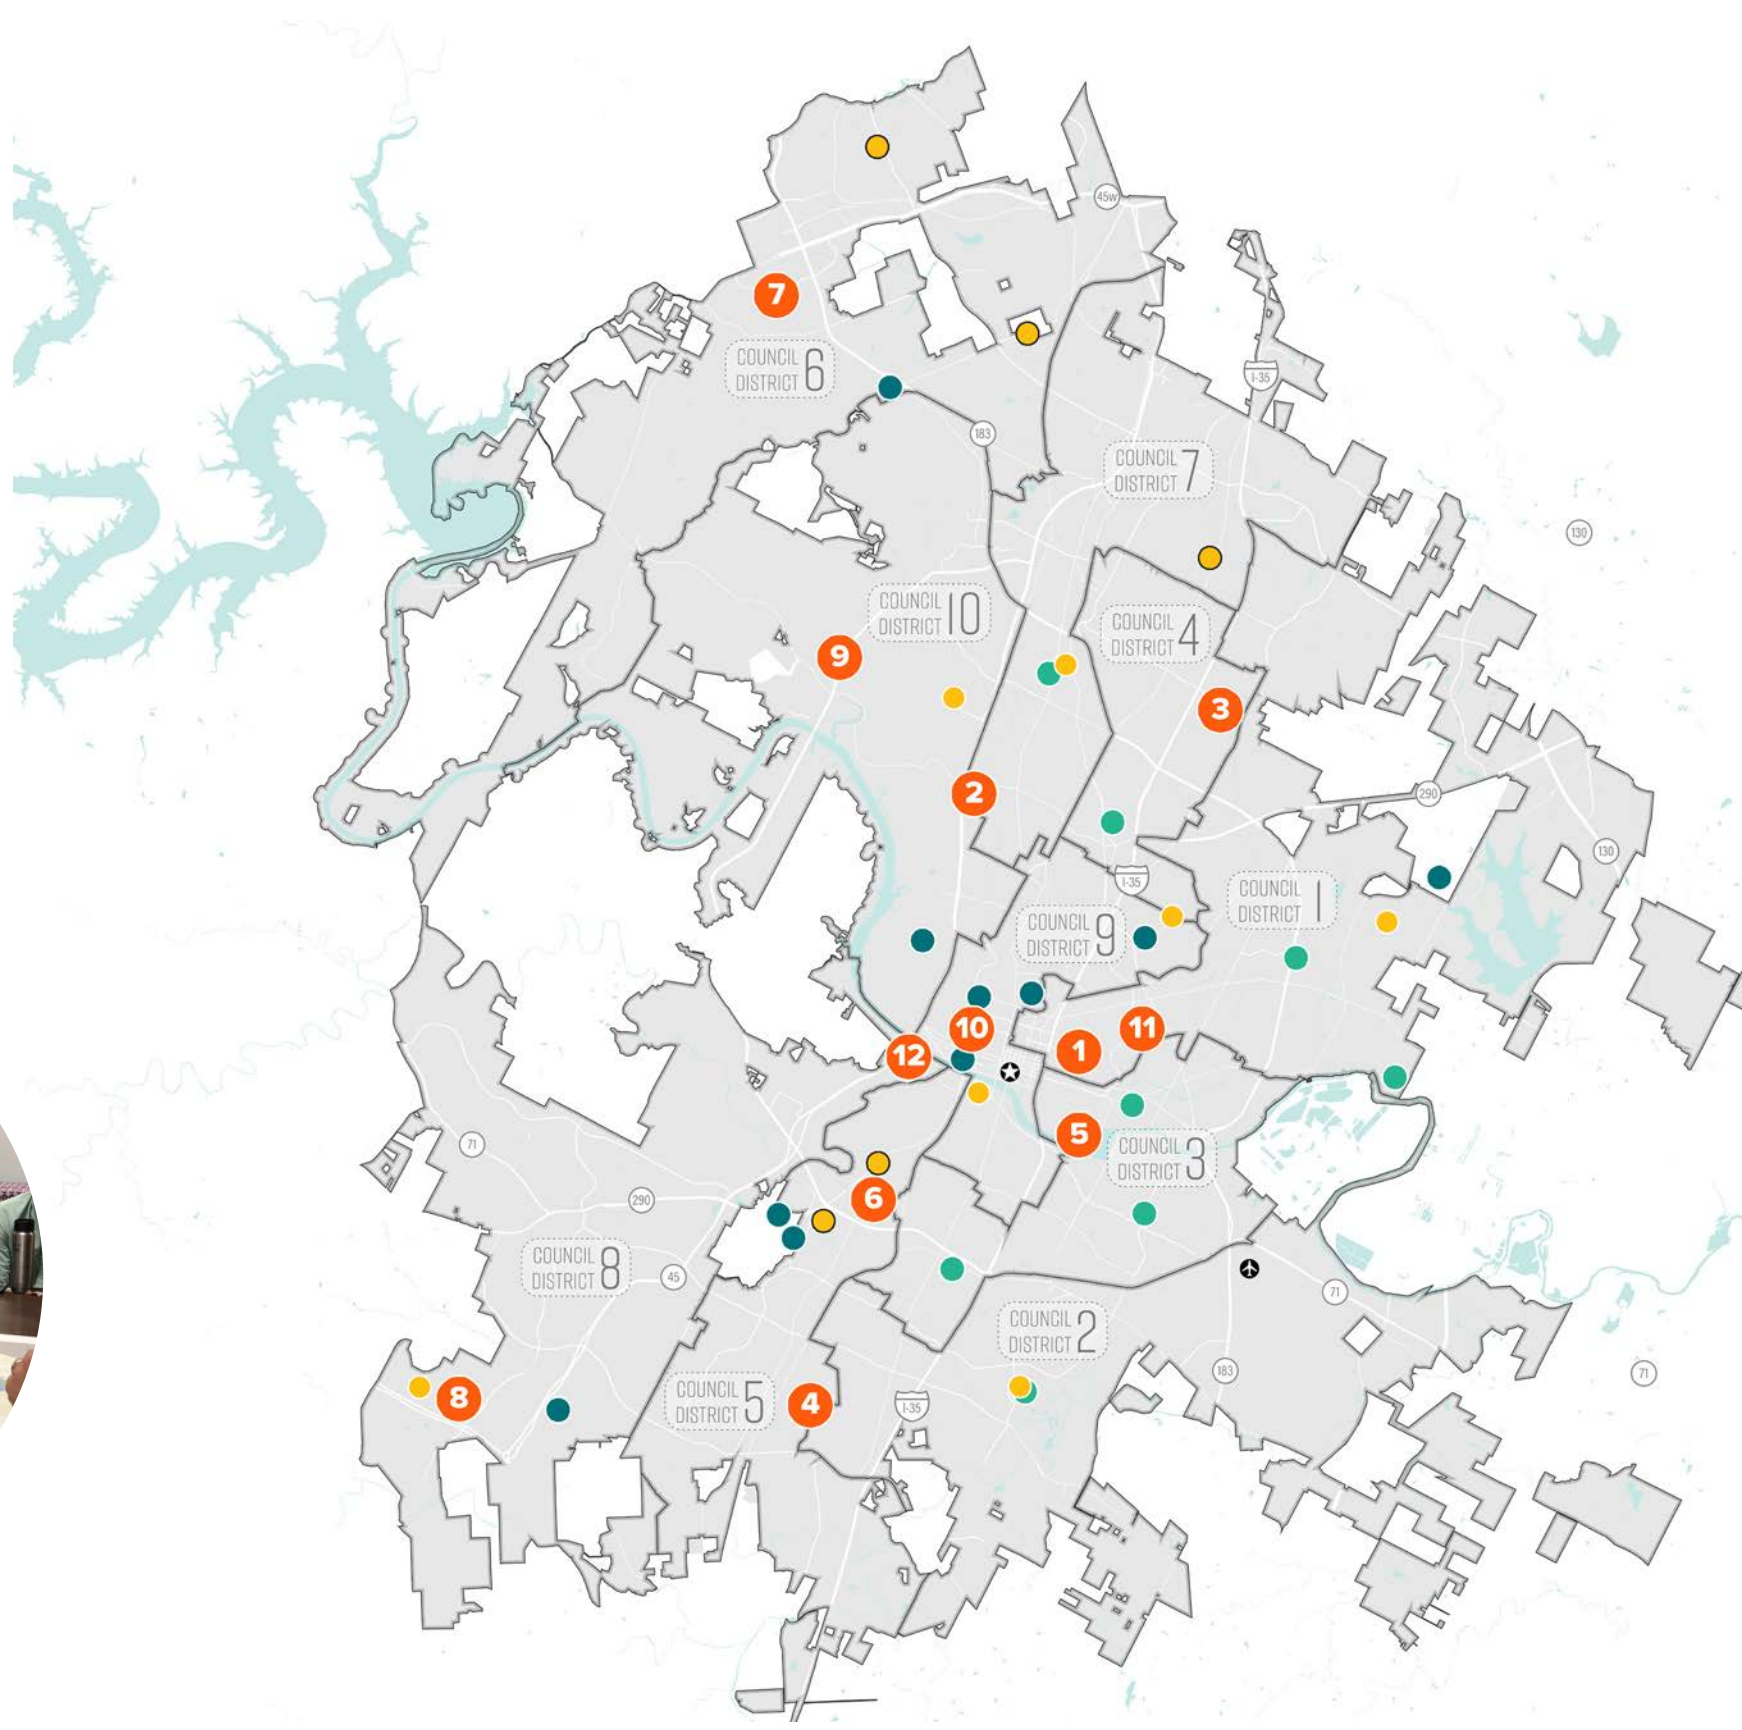 45W
7
COUNCIL
DISTRICT 6
I-35
183
COUNCIL
DISTRICT 7
130
COUNCIL
DISTRICT 10
COUNCIL
DISTRICT 4
9
3
2
290
130
I-35
COUNCIL
DISTRICT 1
COUNCIL
DISTRICT 9
10
11
12
1
5
71
COUNCIL
DISTRICT 3
290
6
COUNCIL
DISTRICT 8
45
71
COUNCIL
DISTRICT 2
183
71
8
COUNCIL
DISTRICT 5
4
I-35